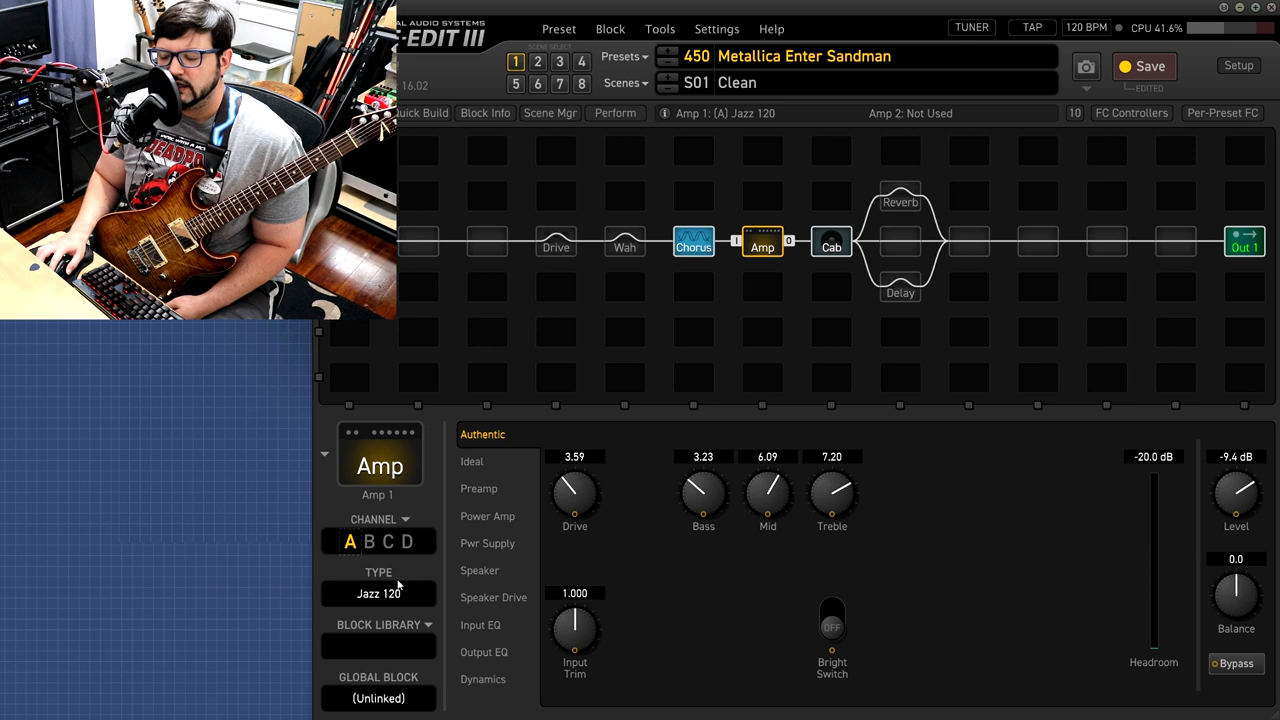 AL AUDIO SYSTEMS
-EDIT III
Preset Block Tools Settings Help
TUNER TAP 120 BPM CPU 41.6%
SCENE SELECT
1 2 3 4
5 6 7 8
Presets 450 Metallica Enter Sandman
Scenes S01 Clean
Save
EDITED
Setup
16.02
uick Build Block Info Scene Mgr Perform Amp 1: (A) Jazz 120 Amp 2: Not Used 10 FC Controllers Per-Preset FC
Reverb
Drive Wah Chorus I Amp O Cab Out 1
Delay
DEADPO
Amp
Amp 1
CHANNEL
A B C D
TYPE
Jazz 120
BLOCK LIBRARY
GLOBAL BLOCK
(Unlinked)
Authentic
Ideal
Preamp
Power Amp
Pwr Supply
Speaker
Speaker Drive
Input EQ
Output EQ
Dynamics
3.59 3.23 6.09 7.20 -20.0 dB -9.4 dB
Drive Bass Mid Treble Level
0.0
Balance
1.000
OFF
Input Trim
Bright Switch
Headroom
Bypass